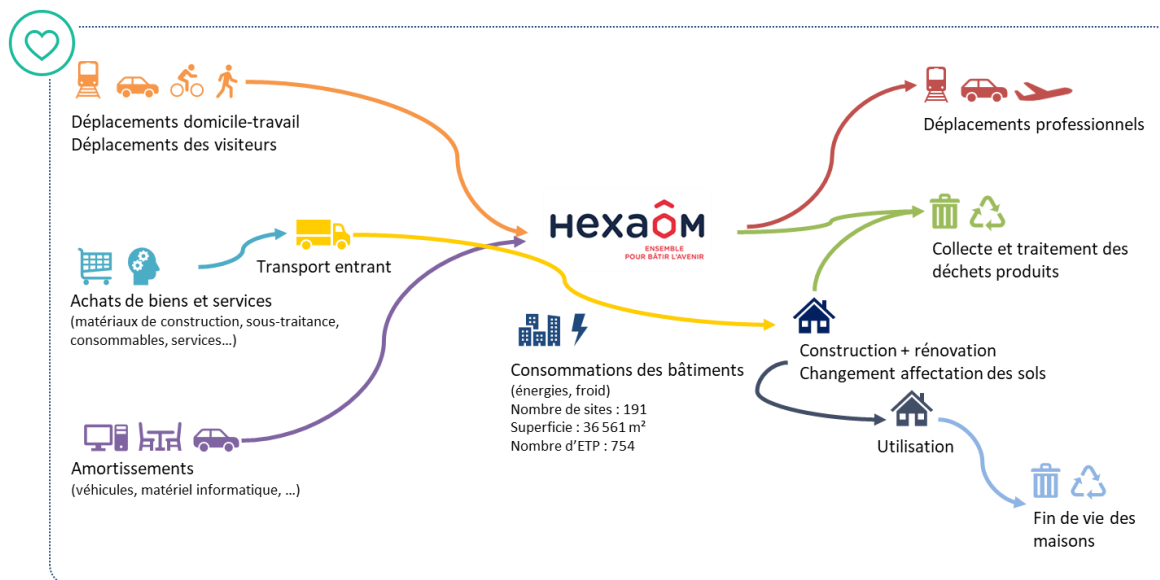 Déplacements domicile-travail
Déplacements des visiteurs
Déplacements professionnels
HEXAÔM
ENSEMBLE
POUR BÂTIR L'AVENIR
Transport entrant
Collecte et traitement des
déchets produits
Achats de biens et services
(matériaux de construction, sous-traitance,
consommables, services…)
Consommations des bâtiments
(énergies, froid)
Nombre de sites : 191
Superficie : 36 561 m²
Nombre d’ETP : 754
Construction + rénovation
Changement affectation des sols
Utilisation
Amortissements
(véhicules, matériel informatique, …)
Fin de vie des
maisons